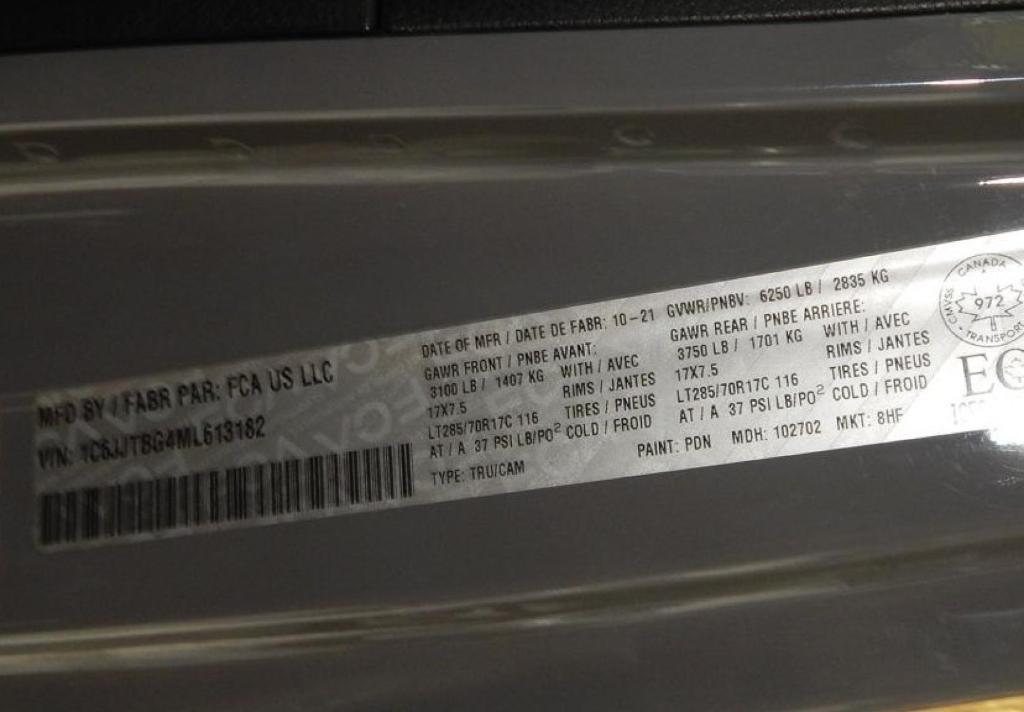 MFD BY / FABR PAR: FCA US LLC
VIN: 1C6JJTBG4ML613182
DATE OF MFR / DATE DE FABR: 10-21 GVWR/PNBV: 6250 LB / 2835 KG
GAWR FRONT / PNBE AVANT: GAWR REAR / PNBE ARRIERE:
3100 LB / 1407 KG WITH / AVEC 3750 LB / 1701 KG WITH / AVEC
17X7.5 RIMS / JANTES 17X7.5 RIMS / JANTES
LT285/70R17C 116 TIRES / PNEUS LT285/70R17C 116 TIRES / PNEUS
AT / A 37 PSI LB/PO² COLD / FROID AT / A 37 PSI LB/PO² COLD / FROID
TYPE: TRU/CAM PAINT: PDN MDH: 102702 MKT: 8HF
CANADA
CMVSS 972
TRANSPORT